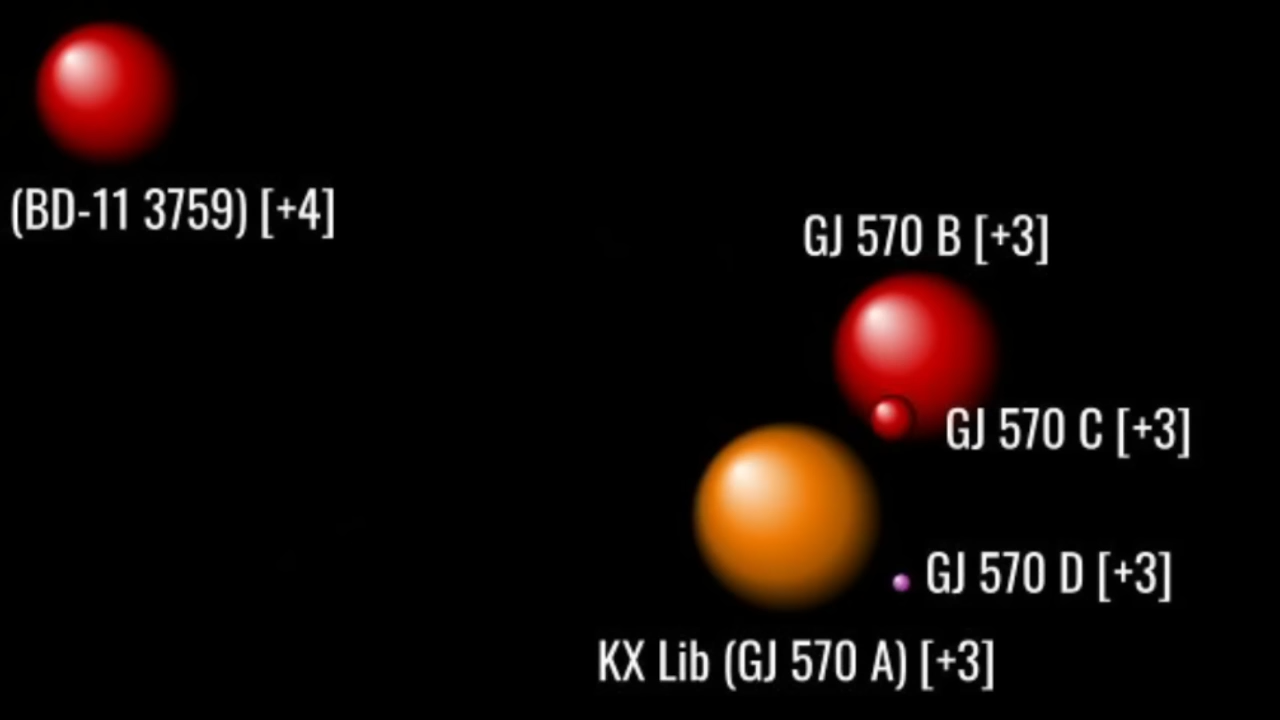 (BD-11 3759) [+4]
GJ 570 B [+3]
GJ 570 C [+3]
GJ 570 D [+3]
KX Lib (GJ 570 A) [+3]